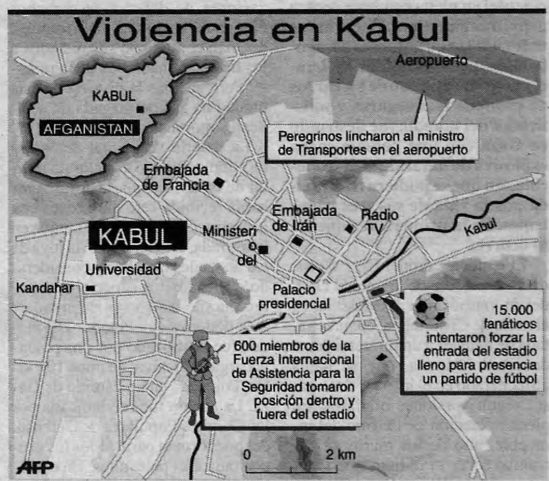 Violencia en Kabul
Aeropuerto
KABUL
AFGANISTAN
Peregrinos lincharon al ministro
de Transportes en el aeropuerto
Embajada
de Francia
Embajada
de Irán
Radio
TV
KABUL
Ministeri
o
del
Kabul
Universidad
Kandahar
Palacio
presidencial
15.000
fanáticos
intentaron forzar la
entrada del estadio
lleno para presencia
un partido de fútbol
600 miembros de la
Fuerza Internacional
de Asistencia para la
Seguridad tomaron
posición dentro y
fuera del estadio
0 2 km
AFP